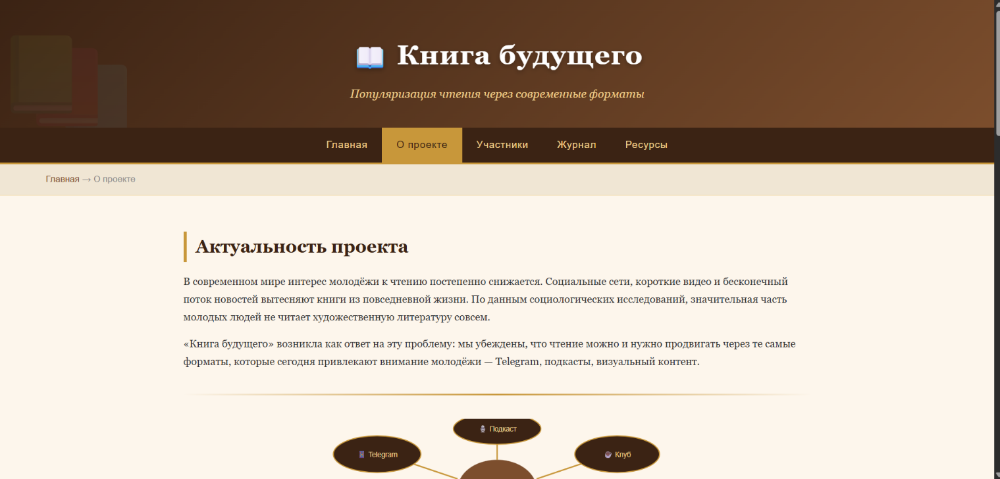 Книга будущего
Популяризация чтения через современные форматы
Главная О проекте Участники Журнал Ресурсы
Главная → О проекте
Актуальность проекта
В современном мире интерес молодёжи к чтению постепенно снижается. Социальные сети, короткие видео и бесконечный
поток новостей вытесняют книги из повседневной жизни. По данным социологических исследований, значительная часть
молодых людей не читает художественную литературу совсем.
«Книга будущего» возникла как ответ на эту проблему: мы убеждены, что чтение можно и нужно продвигать через те самые
форматы, которые сегодня привлекают внимание молодёжи — Telegram, подкасты, визуальный контент.
Подкаст
Telegram
Клуб